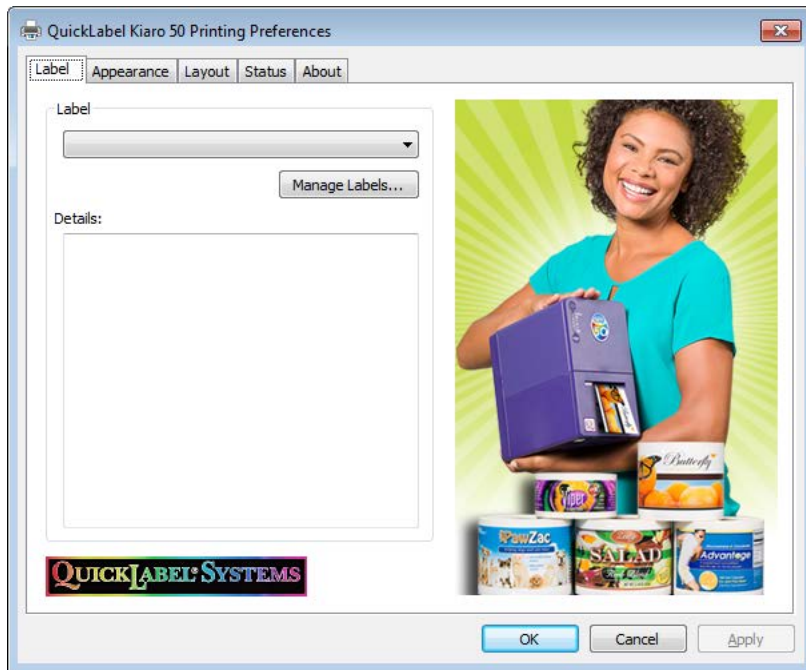 QuickLabel Kiaro 50 Printing Preferences
Label
Appearance
Layout
Status
About
Label
Manage Labels...
Details:
QUICKLABEL® SYSTEMS
50
Butterfly
Viper
PawZac
SALAD
Advantage
OK
Cancel
Apply